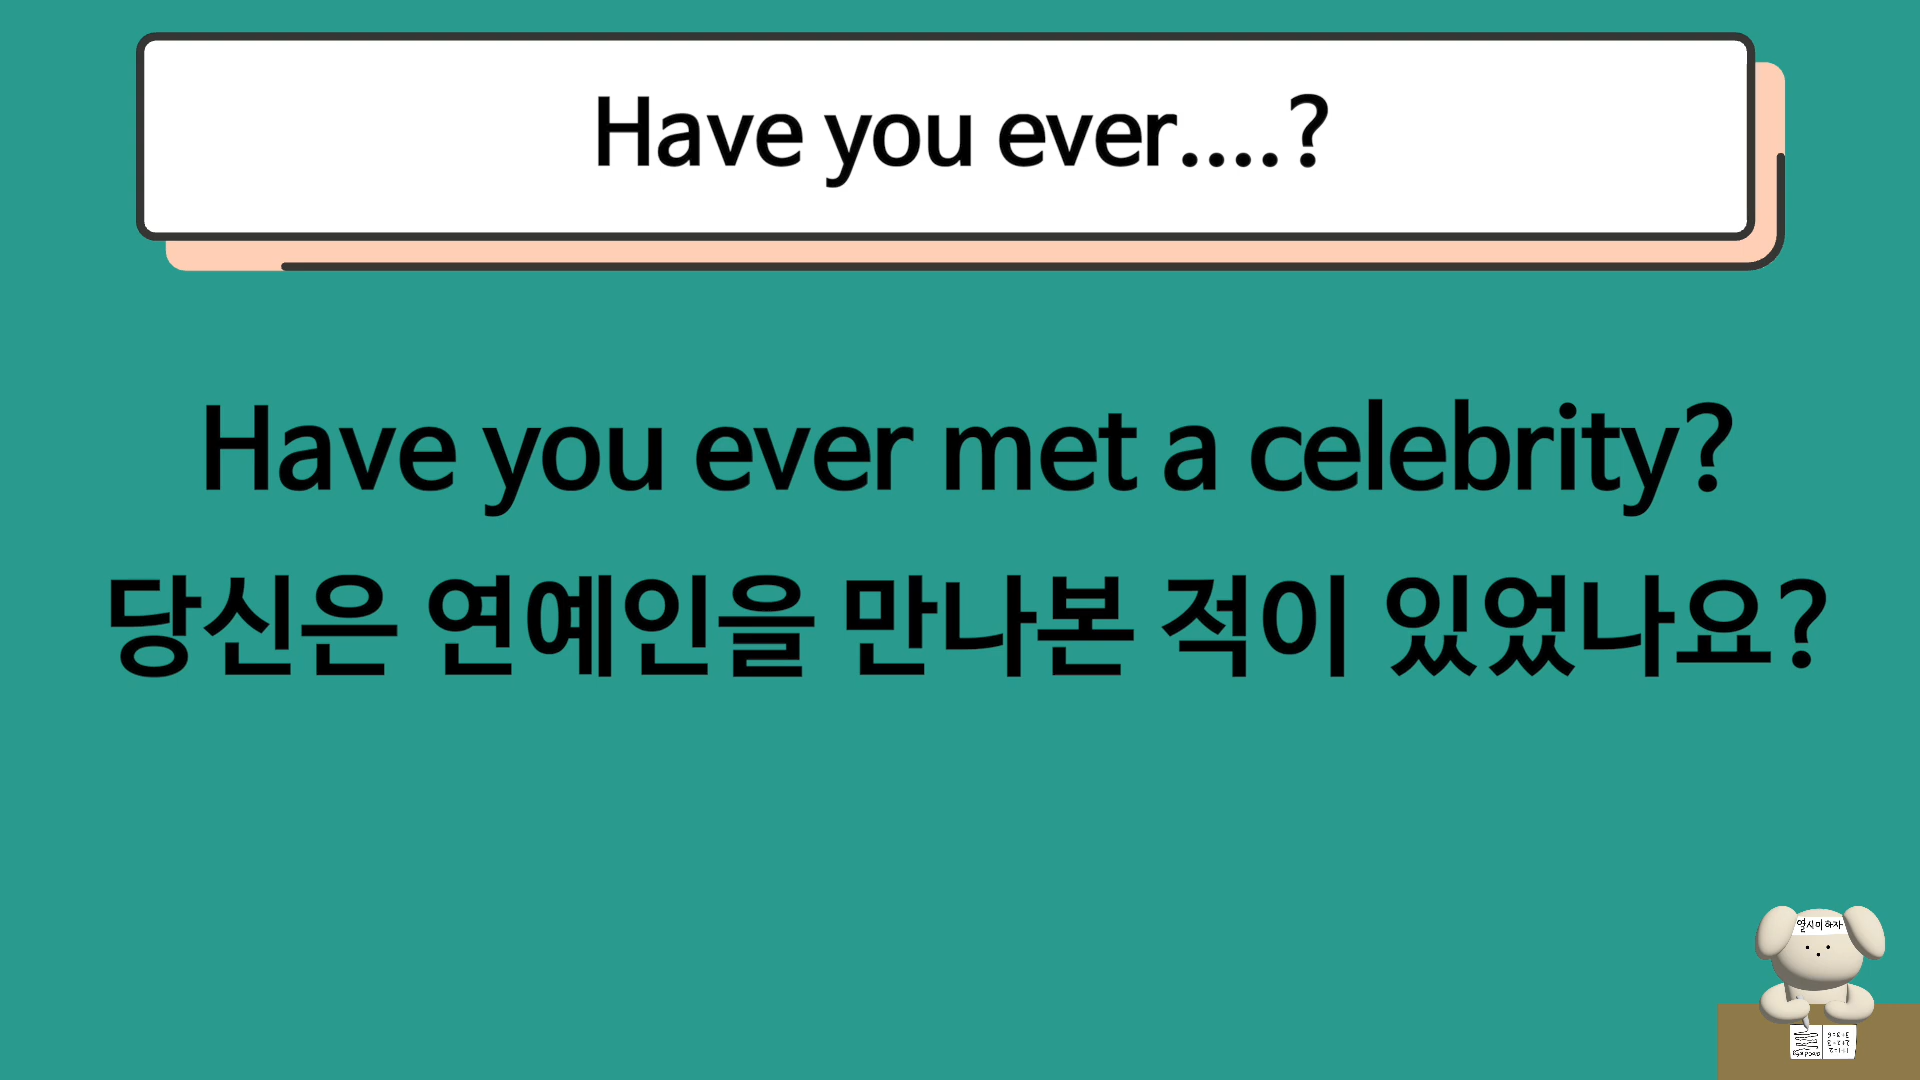 Have you ever....?
Have you ever met a celebrity?
당신은 연예인을 만나본 적이 있었나요?
열시미하자